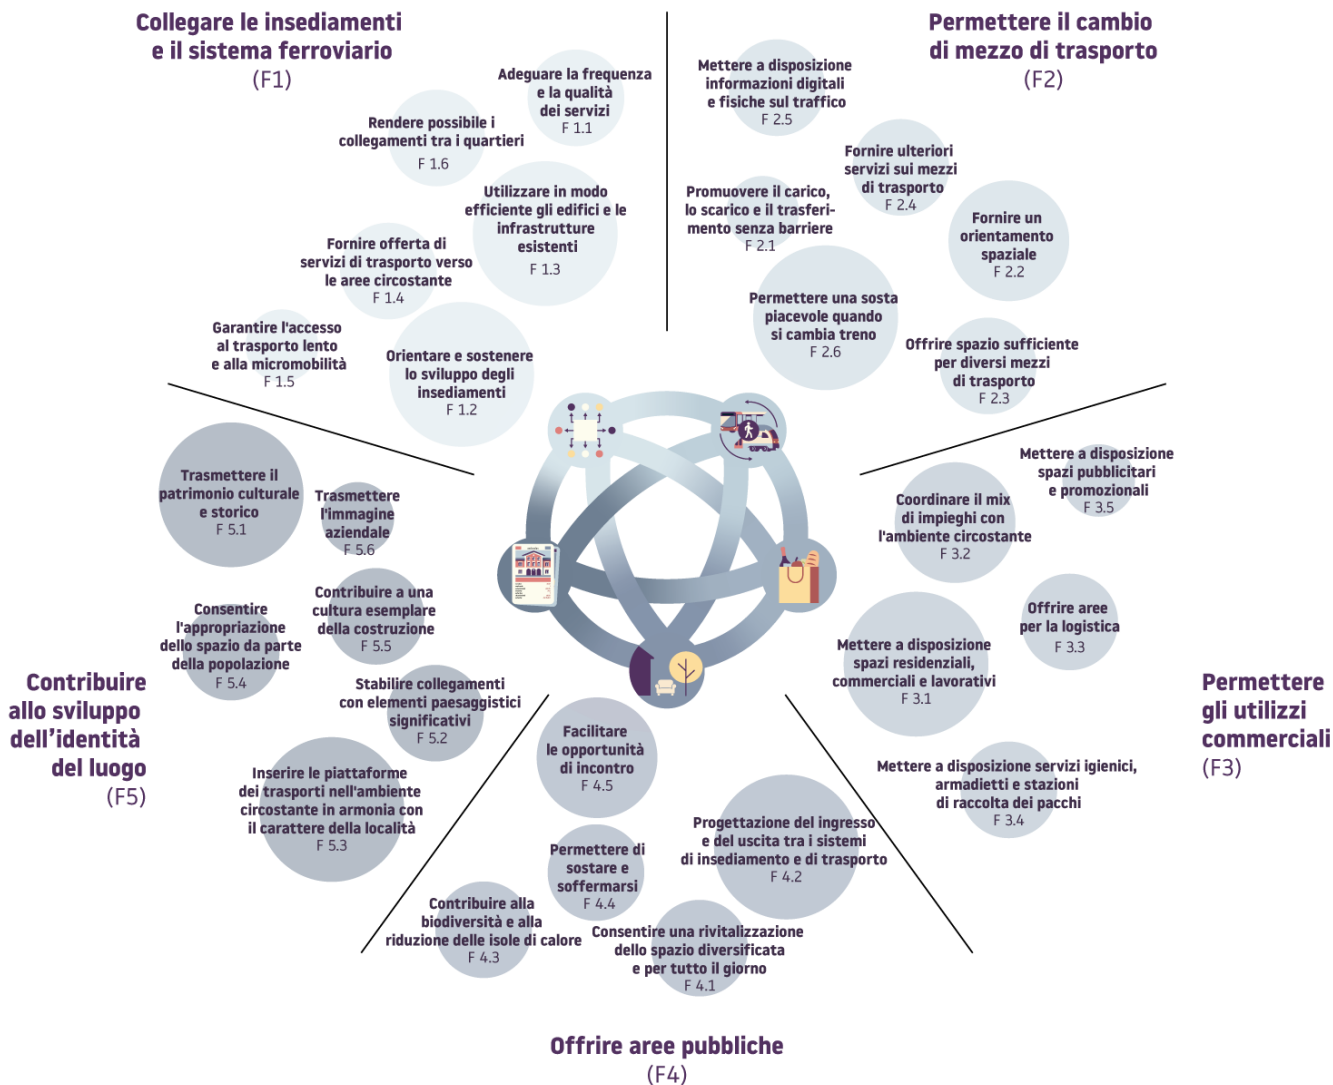 Collegare le insediamenti
e il sistema ferroviario
(F1)
Adeguare la frequenza
e la qualità
dei servizi
F 1.1
Rendere possibile i
collegamenti tra i quartieri
F 1.6
Utilizzare in modo
efficiente gli edifici e le
infrastrutture
esistenti
F 1.3
Fornire offerta di
servizi di trasporto verso
le aree circostante
F 1.4
Garantire l'accesso
al trasporto lento
e alla micromobilità
F 1.5
Orientare e sostenere
lo sviluppo degli
insediamenti
F 1.2
Permettere il cambio
di mezzo di trasporto
(F2)
Mettere a disposizione
informazioni digitali
e fisiche sul traffico
F 2.5
Fornire ulteriori
servizi sui mezzi
di trasporto
F 2.4
Promuovere il carico,
lo scarico e il trasferi-
mento senza barriere
F 2.1
Fornire un
orientamento
spaziale
F 2.2
Permettere una sosta
piacevole quando
si cambia treno
F 2.6
Offrire spazio sufficiente
per diversi mezzi
di trasporto
F 2.3
Mettere a disposizione
spazi pubblicitari
e promozionali
F 3.5
Coordinare il mix
di impieghi con
l'ambiente circostante
F 3.2
Offrire aree
per la logistica
F 3.3
Mettere a disposizione
spazi residenziali,
commerciali e lavorativi
F 3.1
Permettere
gli utilizzi
commerciali
(F3)
Mettere a disposizione servizi igienici,
armadietti e stazioni
di raccolta dei pacchi
F 3.4
Trasmettere il
patrimonio culturale
e storico
F 5.1
Trasmettere
l'immagine
aziendale
F 5.6
Contribuire a una
cultura esemplare
della costruzione
F 5.5
Consentire
l'appropriazione
dello spazio da parte
della popolazione
F 5.4
Stabilire collegamenti
con elementi paesaggistici
significativi
F 5.2
Contribuire
allo sviluppo
dell’identità
del luogo
(F5)
Inserire le piattaforme
dei trasporti nell'ambiente
circostante in armonia con
il carattere della località
F 5.3
Facilitare
le opportunità
di incontro
F 4.5
Progettazione del ingresso
e del uscita tra i sistemi
di insediamento e di trasporto
F 4.2
Permettere di
sostare e
soffermarsi
F 4.4
Contribuire alla
biodiversità e alla
riduzione delle isole di calore
F 4.3
Consentire una rivitalizzazione
dello spazio diversificata
e per tutto il giorno
F 4.1
Offrire aree pubbliche
(F4)